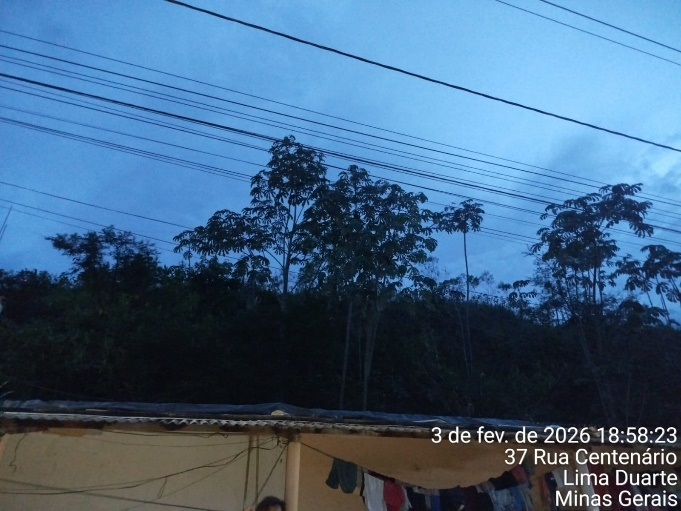 3 de fev. de 2026 18:58:23
37 Rua Centenário
Lima Duarte
Minas Gerais